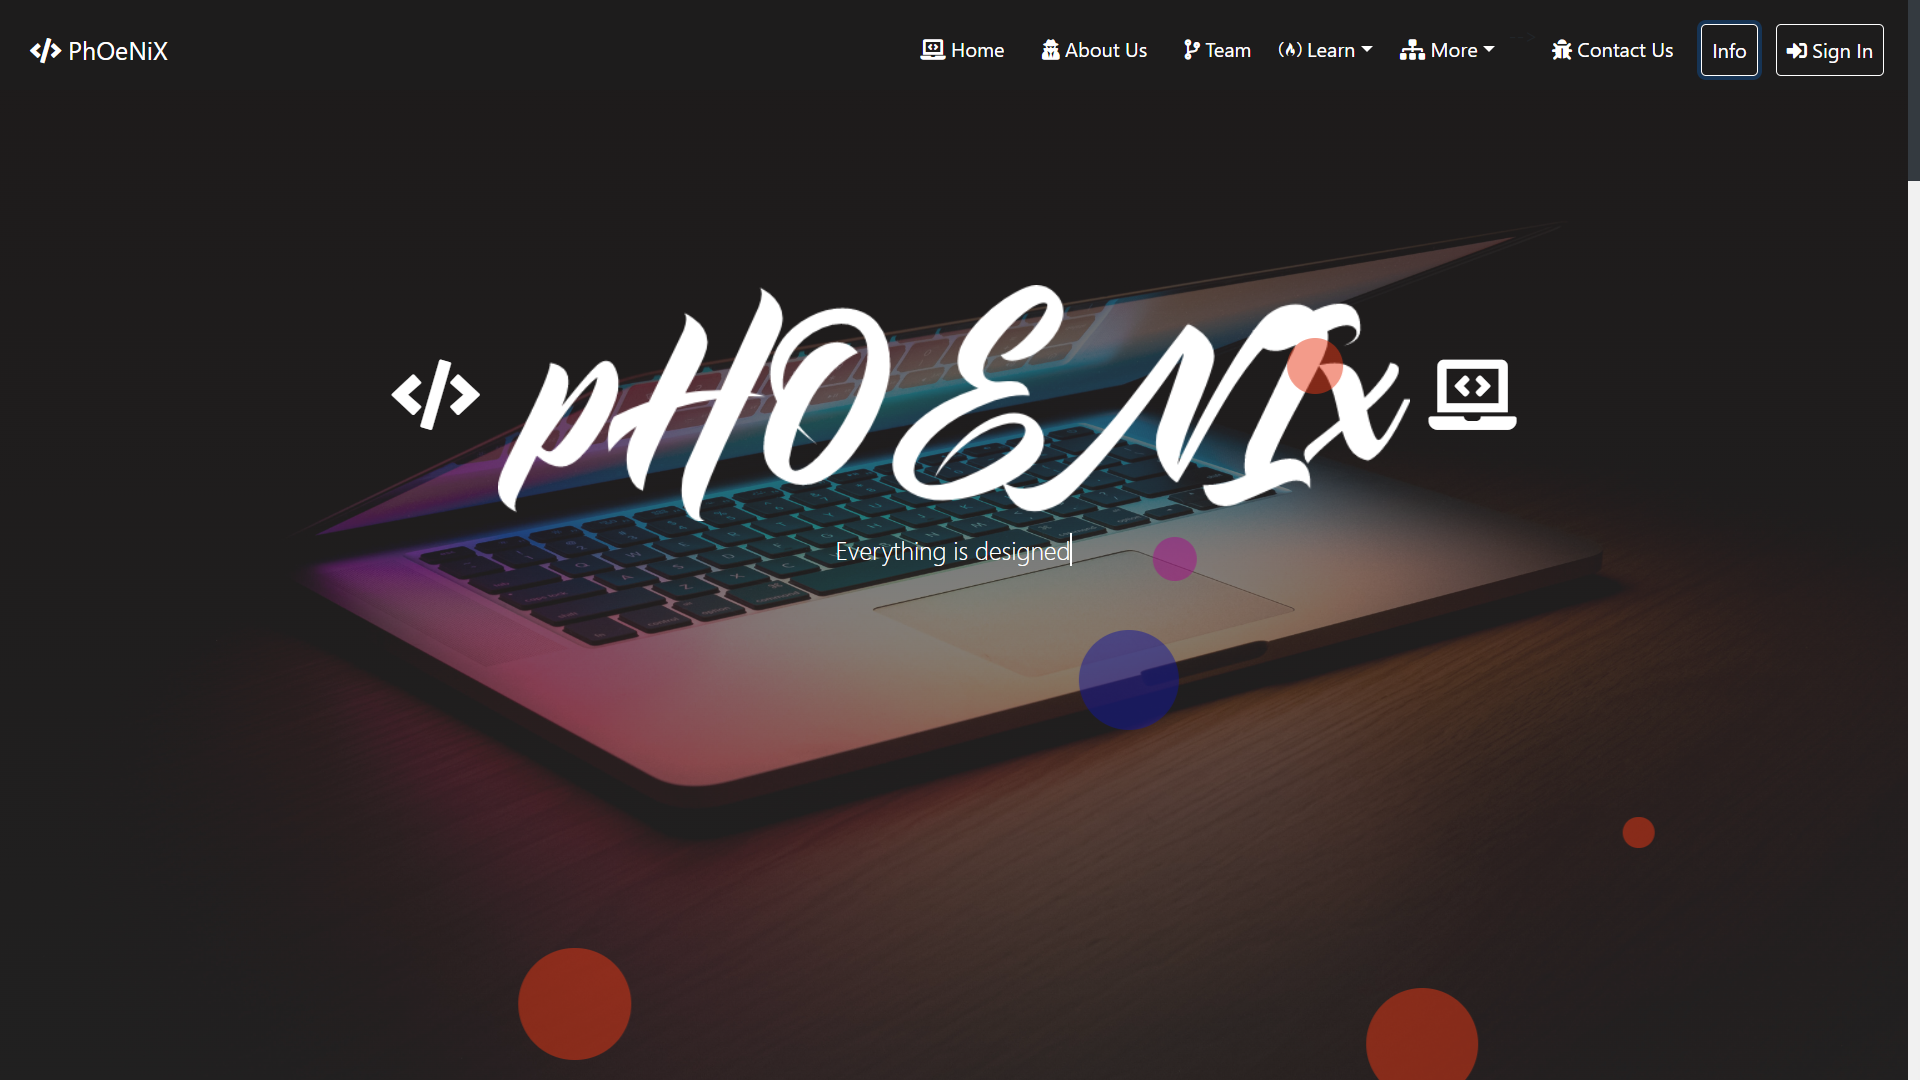 PhOeNiX
Home
About Us
Team
Learn
More
Contact Us
Info
Sign In
pHOENIx
Everything is designed